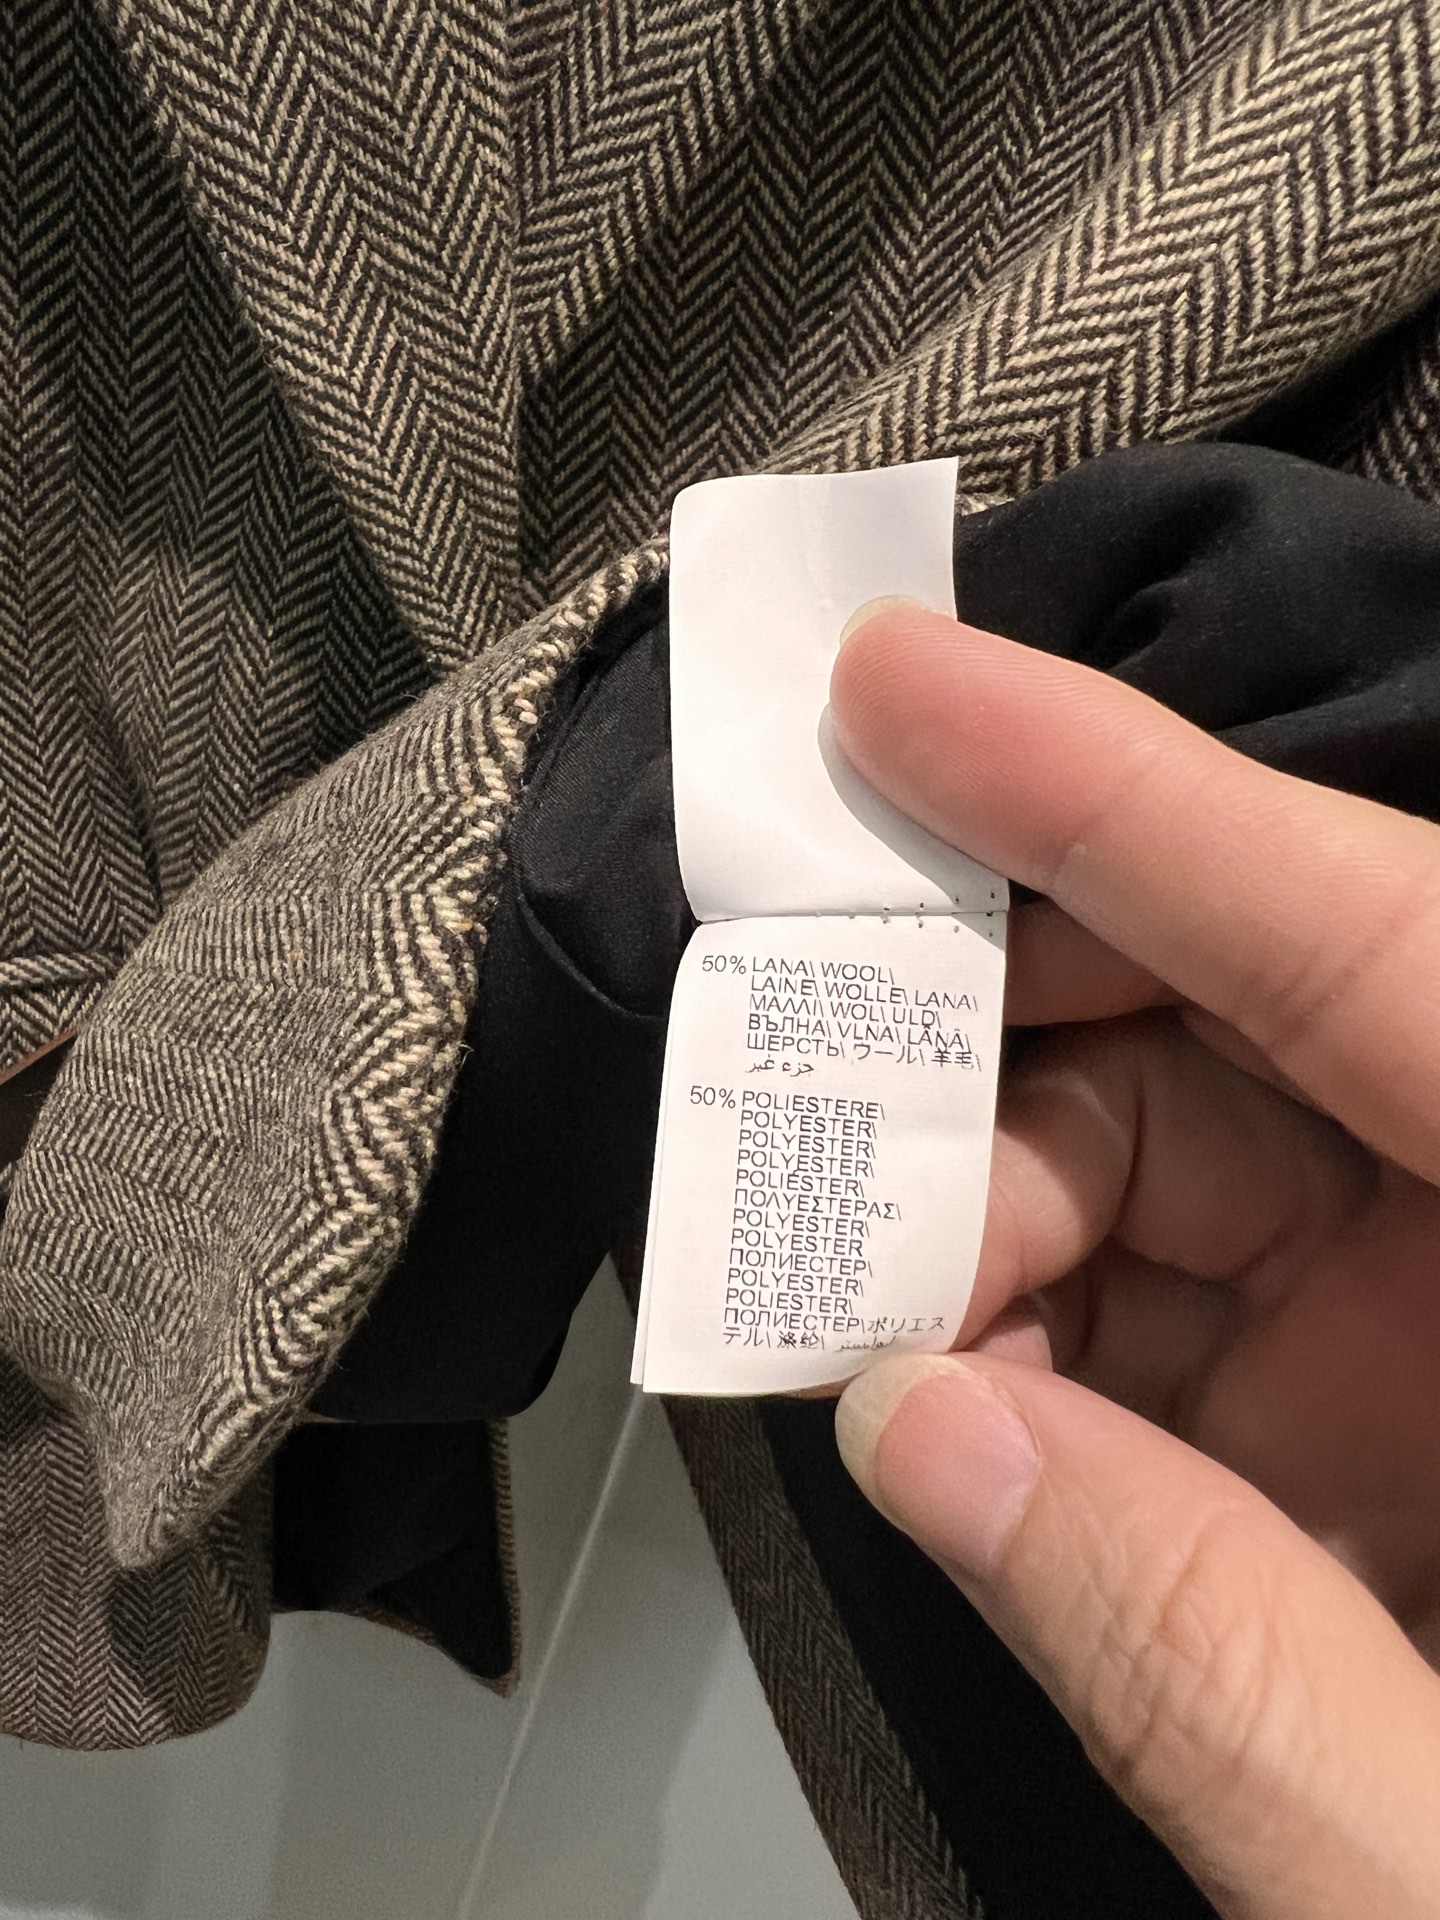 50% LANA\ WOOL\
LAINE\ WOLLE\ LANA\
ΜΑΛΛΙ\ WOL\ ULD\
ВЪЛНА\ VLNA\ LÂNĂ\
ШЕРСТЬ\ ウール\ 羊毛\
50% POLIESTERE\
POLYESTER\
POLYESTER\
POLYESTER\
POLIÉSTER\
ΠΟΛΥΕΣΤΕΡΑΣ\
POLYESTER\
POLYESTER
ПОЛИЕСТЕР\
POLYESTER\
POLIESTER\
ПОЛИЕСТЕР\ポリエス
テル\ 涤纶\